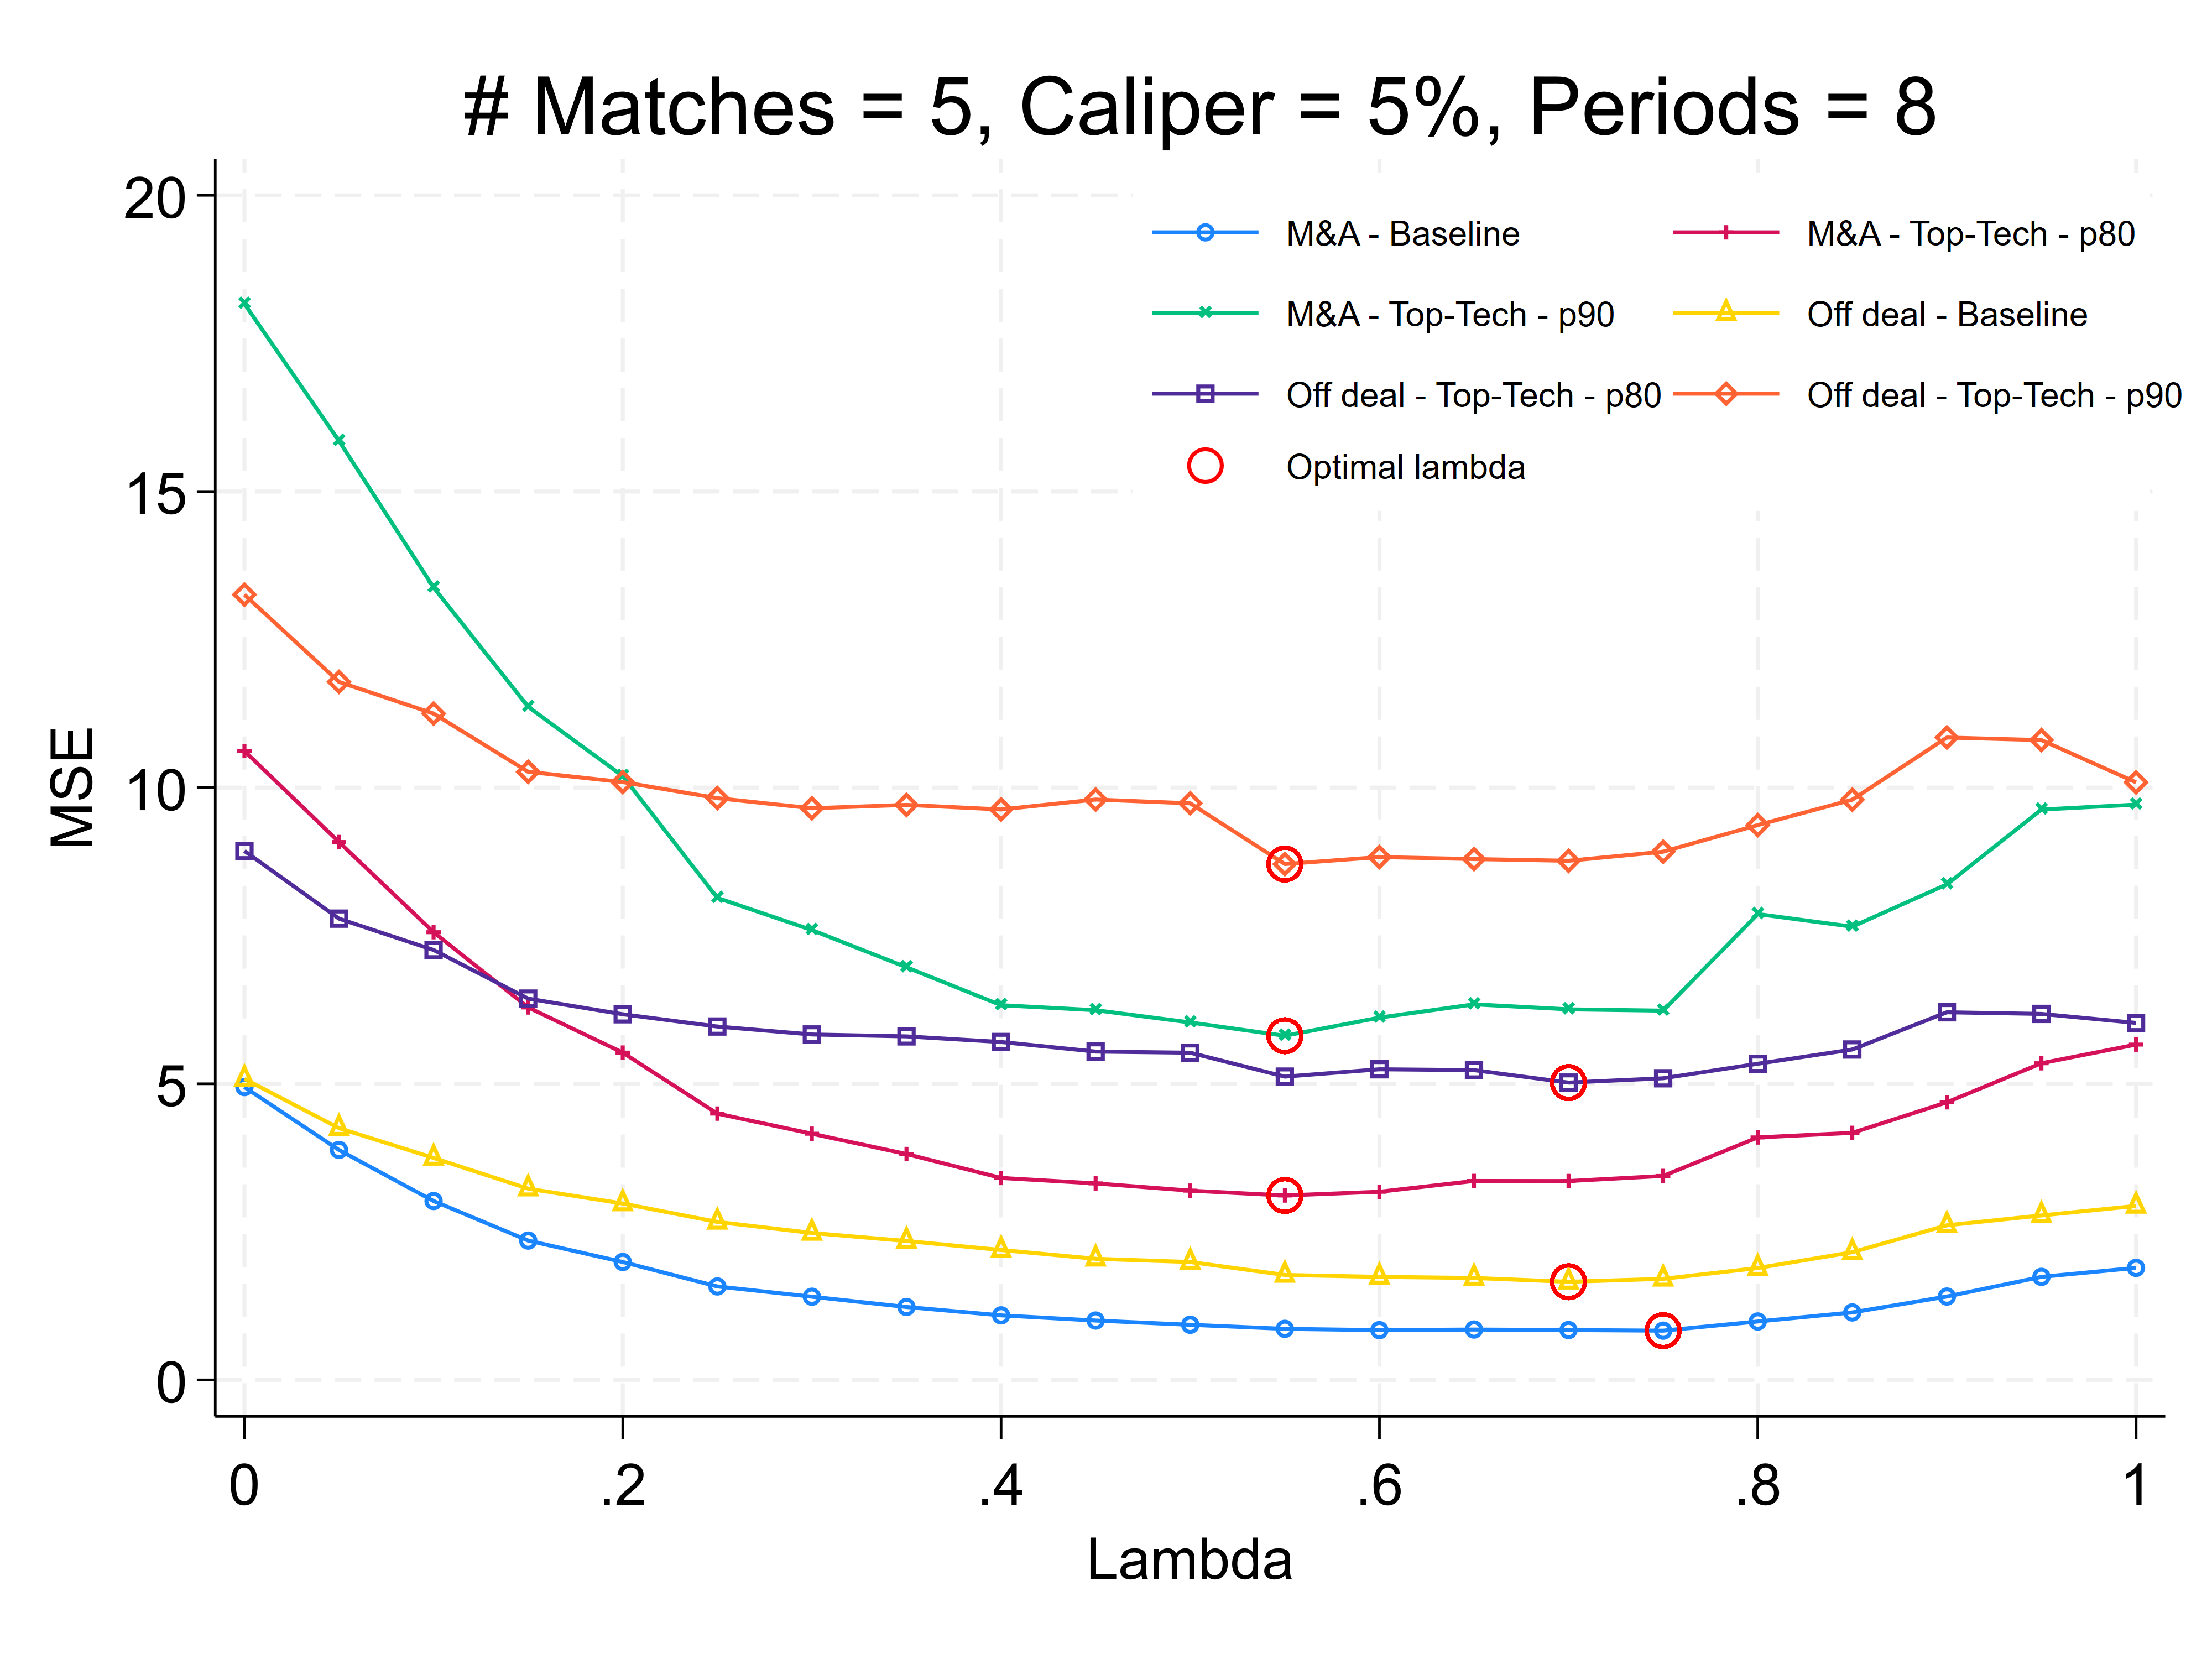 # Matches = 5, Caliper = 5%, Periods = 8
20
15
10
5
0
MSE
M&A - Baseline
M&A - Top-Tech - p80
M&A - Top-Tech - p90
Off deal - Baseline
Off deal - Top-Tech - p80
Off deal - Top-Tech - p90
Optimal lambda
0 .2 .4 .6 .8 1
Lambda